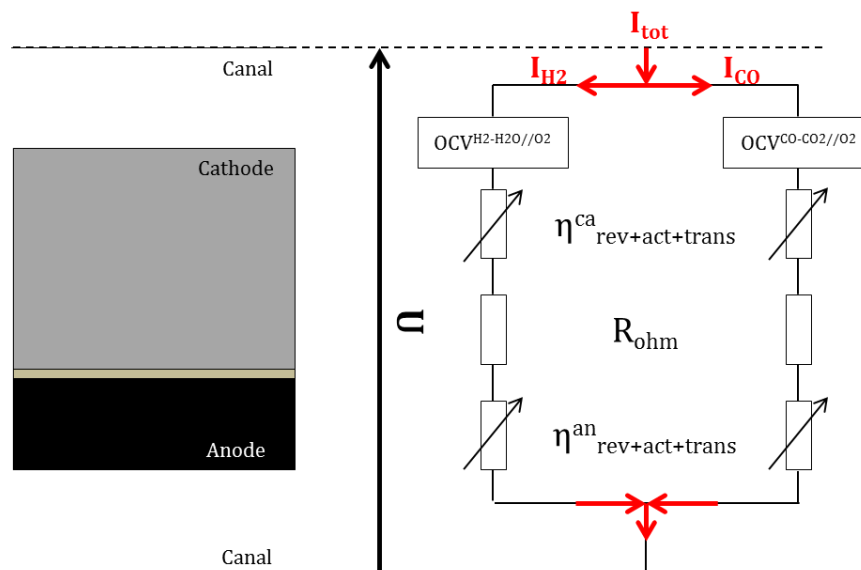 I_tot
Canal
I_H2
I_CO
OCV^H2-H2O//O2
OCV^CO-CO2//O2
Cathode
η^ca_rev+act+trans
U
R_ohm
η^an_rev+act+trans
Anode
Canal